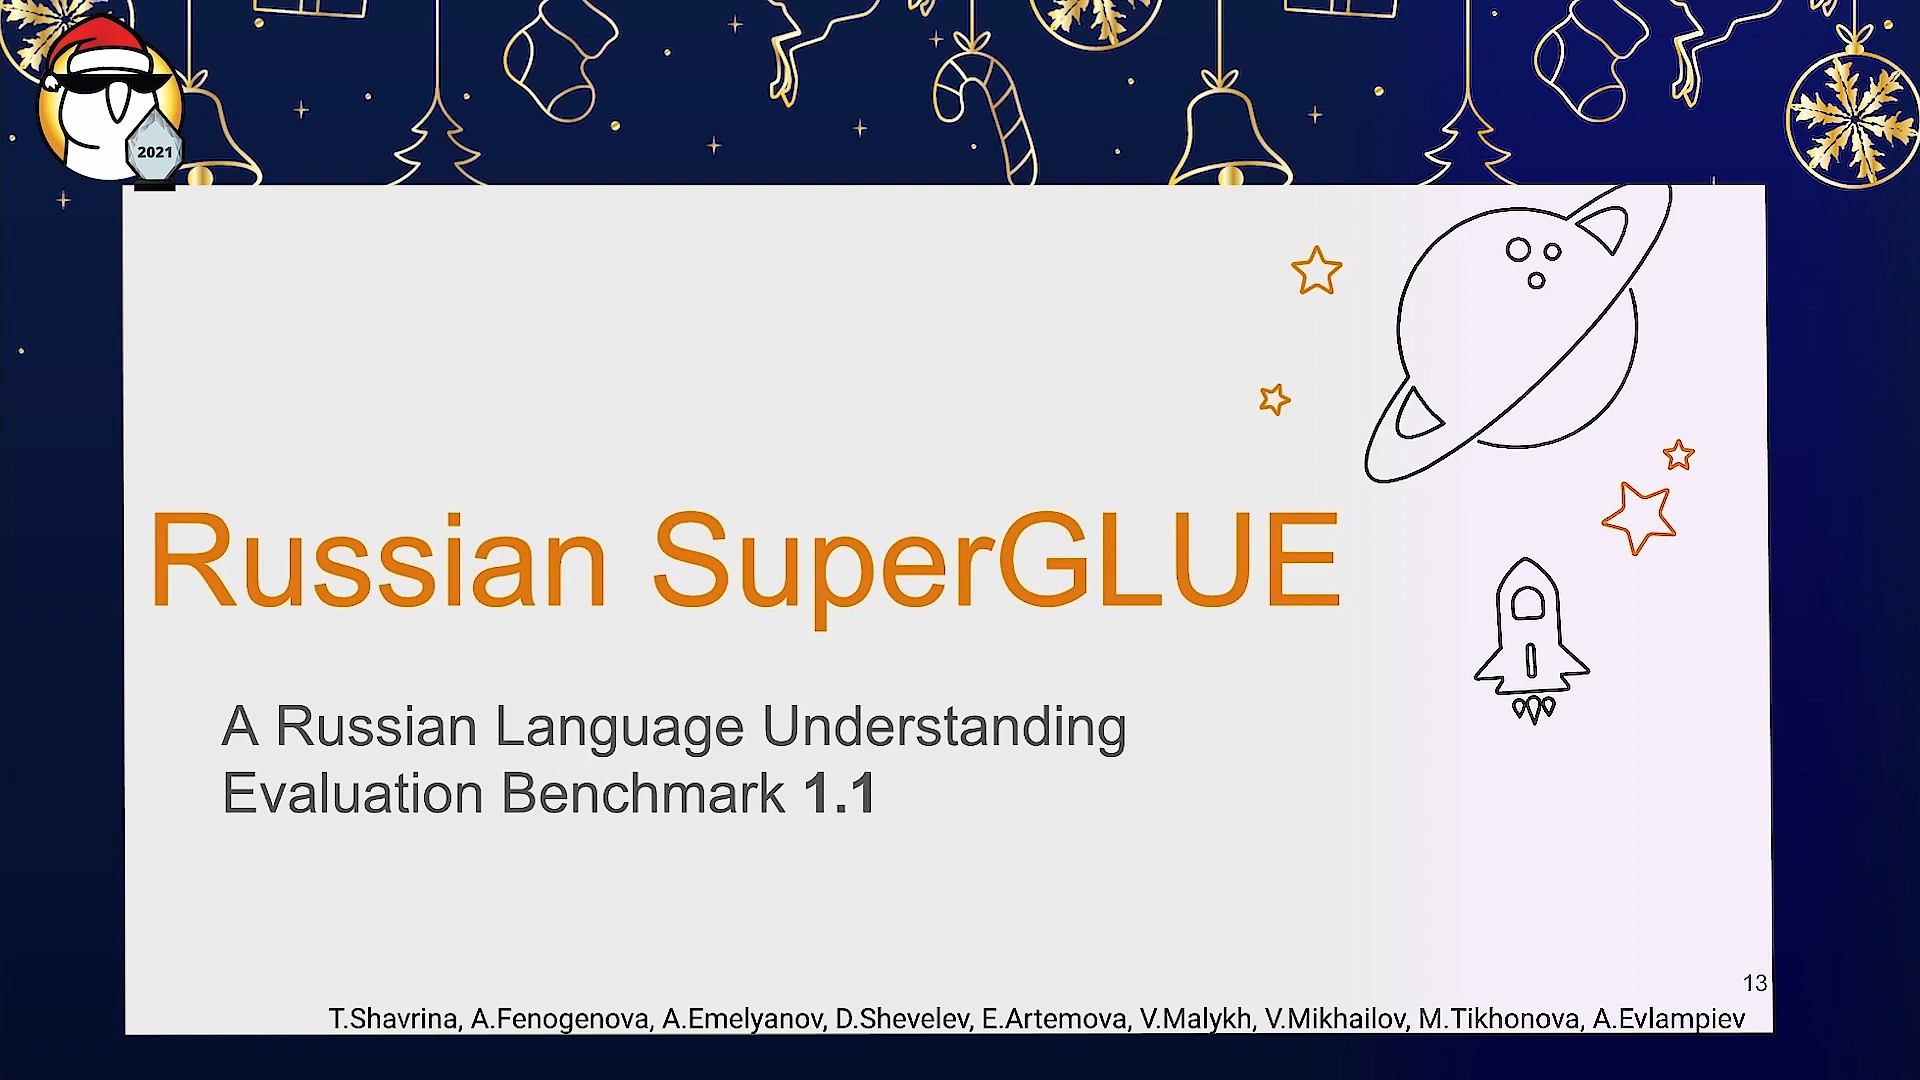 2021
Russian SuperGLUE
A Russian Language Understanding
Evaluation Benchmark 1.1
13
T.Shavrina, A.Fenogenova, A.Emelyanov, D.Shevelev, E.Artemova, V.Malykh, V.Mikhailov, M.Tikhonova, A.Evlampiev